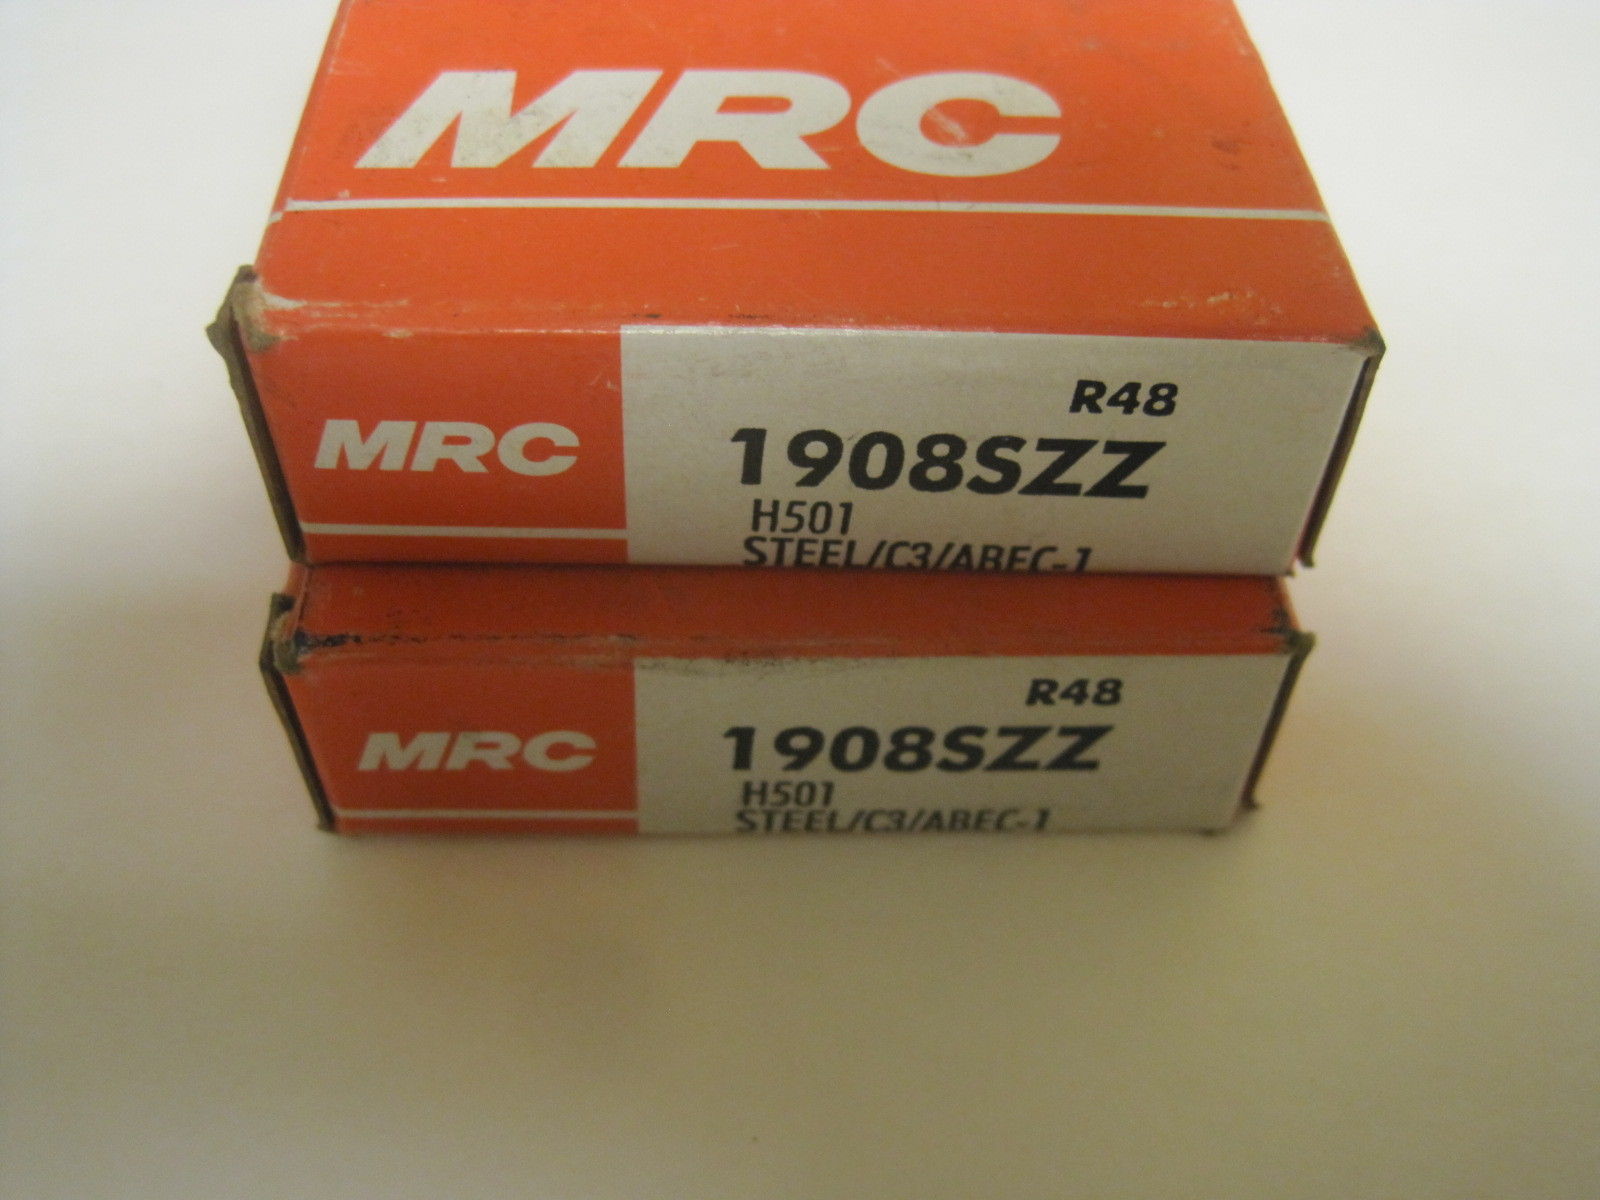 MRC
MRC
R48
1908SZZ
H501
STEEL/C3/ABEC-1
MRC
R48
1908SZZ
H501
STEEL/C3/ABEC-1